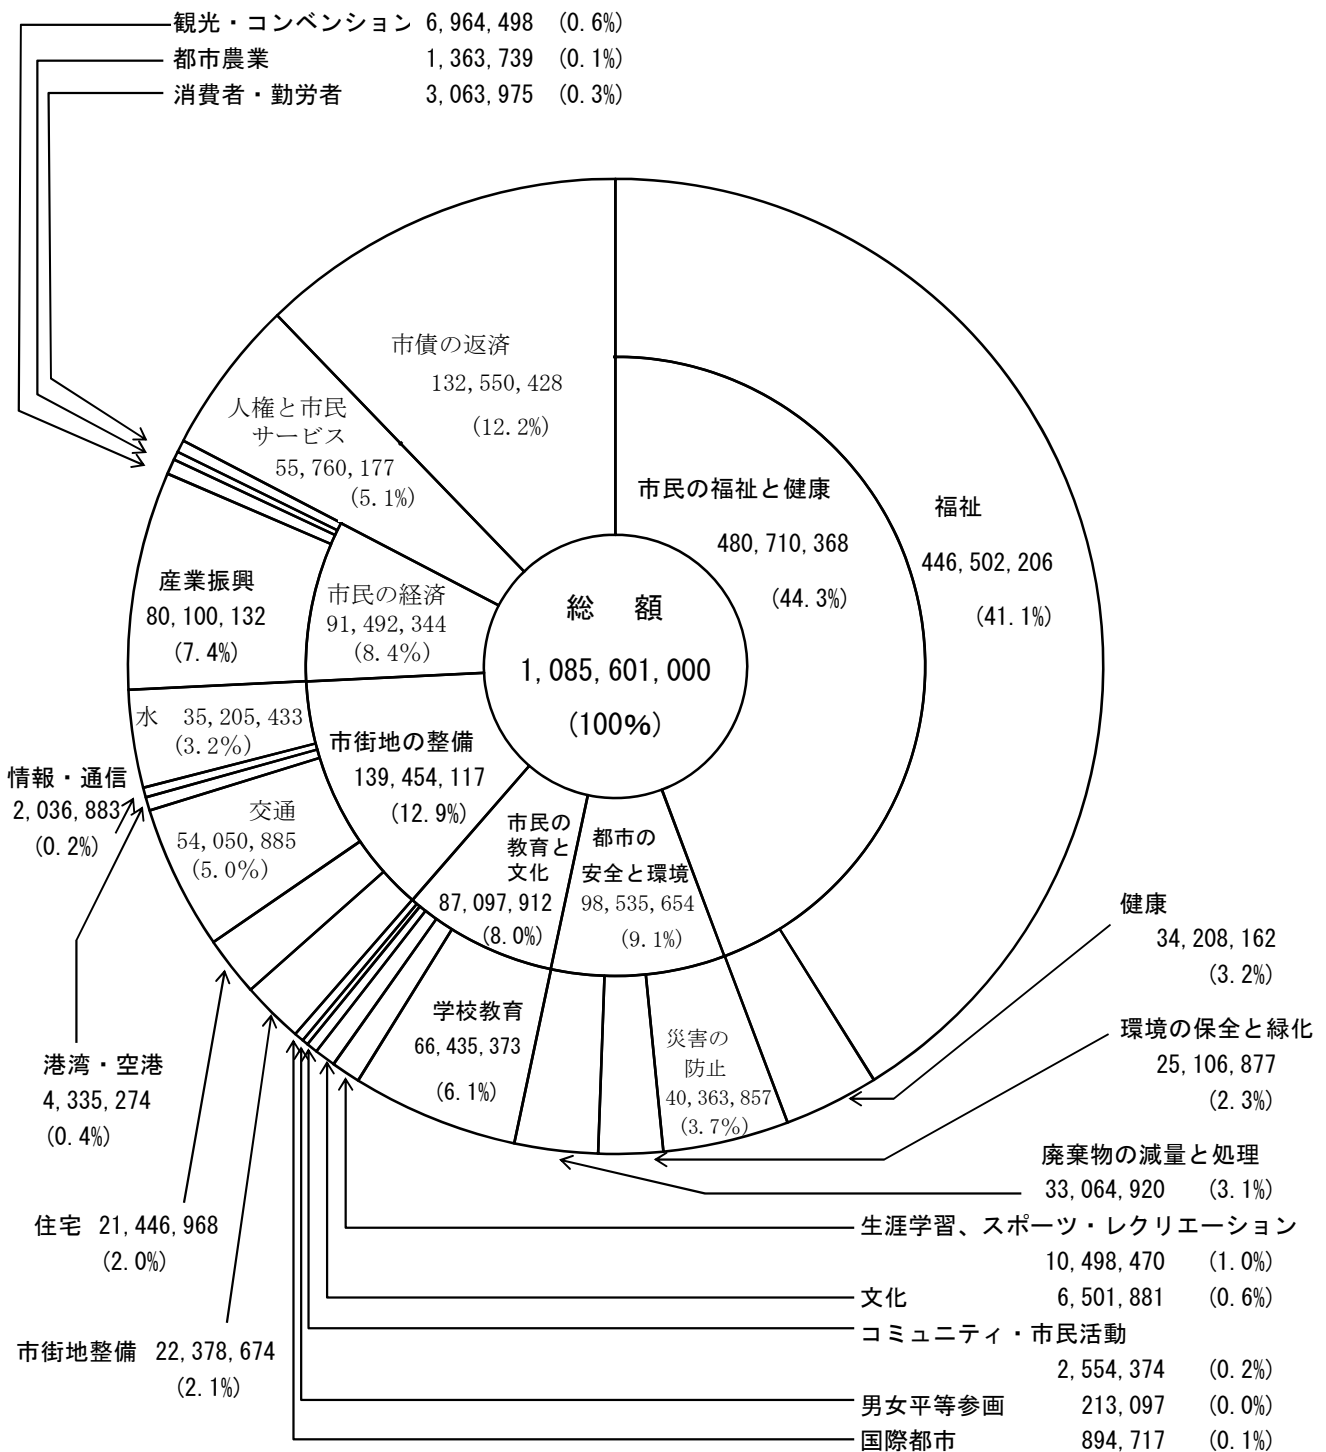 観光・コンベンション 6,964,498 (0.6%)
都市農業 1,363,739 (0.1%)
消費者・勤労者 3,063,975 (0.3%)
市債の返済
132,550,428
(12.2%)
人権と市民
サービス
55,760,177
(5.1%)
市民の福祉と健康
480,710,368
(44.3%)
福祉
446,502,206
(41.1%)
総 額
1,085,601,000
(100%)
産業振興
80,100,132
(7.4%)
市民の経済
91,492,344
(8.4%)
水 35,205,433
(3.2%)
情報・通信
2,036,883
(0.2%)
市街地の整備
139,454,117
(12.9%)
交通
54,050,885
(5.0%)
市民の
教育と
文化
87,097,912
(8.0%)
都市の
安全と環境
98,535,654
(9.1%)
学校教育
66,435,373
(6.1%)
災害の
防止
40,363,857
(3.7%)
健康
34,208,162
(3.2%)
環境の保全と緑化
25,106,877
(2.3%)
港湾・空港
4,335,274
(0.4%)
廃棄物の減量と処理
33,064,920 (3.1%)
住宅 21,446,968
(2.0%)
生涯学習、スポーツ・レクリエーション
10,498,470 (1.0%)
文化 6,501,881 (0.6%)
コミュニティ・市民活動
2,554,374 (0.2%)
市街地整備 22,378,674
(2.1%)
男女平等参画 213,097 (0.0%)
国際都市 894,717 (0.1%)